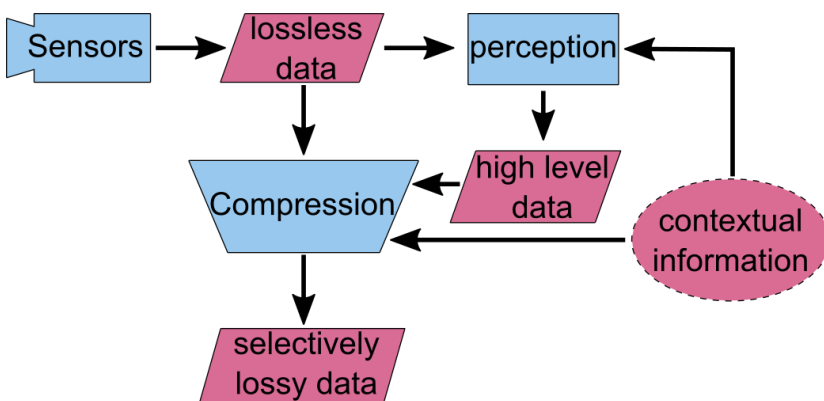 Sensors
lossless
data
perception
high level
data
Compression
contextual
information
selectively
lossy data